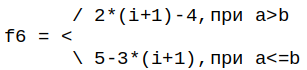 / 2*(i+1)-4,при a>b
f6 = <
\ 5-3*(i+1),при a<=b